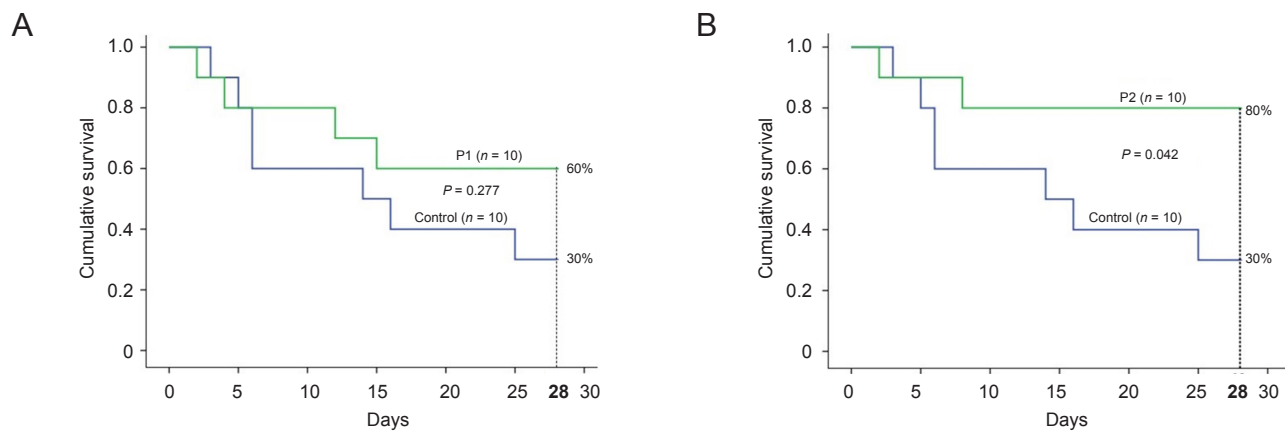 A
Cumulative survival
1.0
0.8
0.6
0.4
0.2
0
P1 (n = 10)
60%
P = 0.277
Control (n = 10)
30%
0 5 10 15 20 25 28 30
Days
B
Cumulative survival
1.0
0.8
0.6
0.4
0.2
0
P2 (n = 10)
80%
P = 0.042
Control (n = 10)
30%
0 5 10 15 20 25 28 30
Days